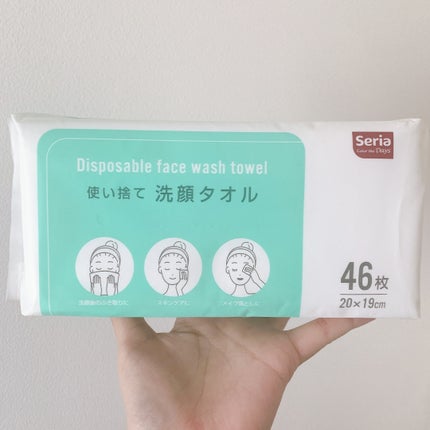 Seria
Color the Days
Disposable face wash towel
使い捨て 洗顔タオル
洗顔後のふき取りに
スキンケアに
メイク落としに
46枚
20×19cm